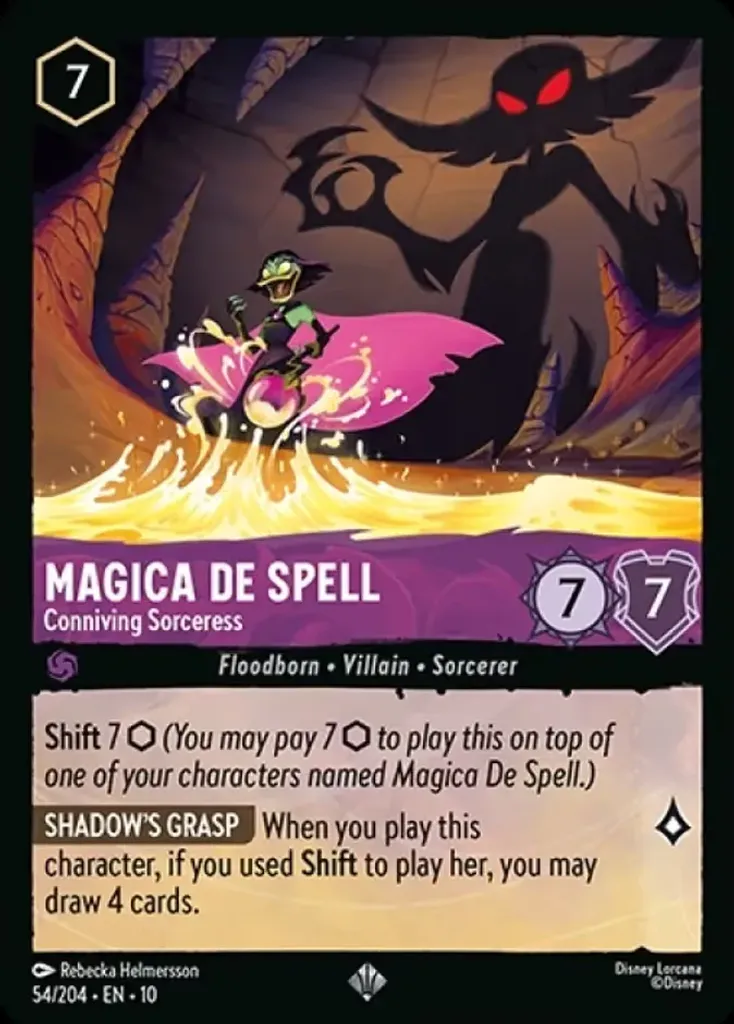 7
MAGICA DE SPELL
Conniving Sorceress
7
7
Floodborn • Villain • Sorcerer
Shift 7 ⬡ (You may pay 7 ⬡ to play this on top of
one of your characters named Magica De Spell.)
SHADOW'S GRASP When you play this
character, if you used Shift to play her, you may
draw 4 cards.
Rebecka Helmersson
54/204 • EN • 10
Disney Lorcana
©Disney